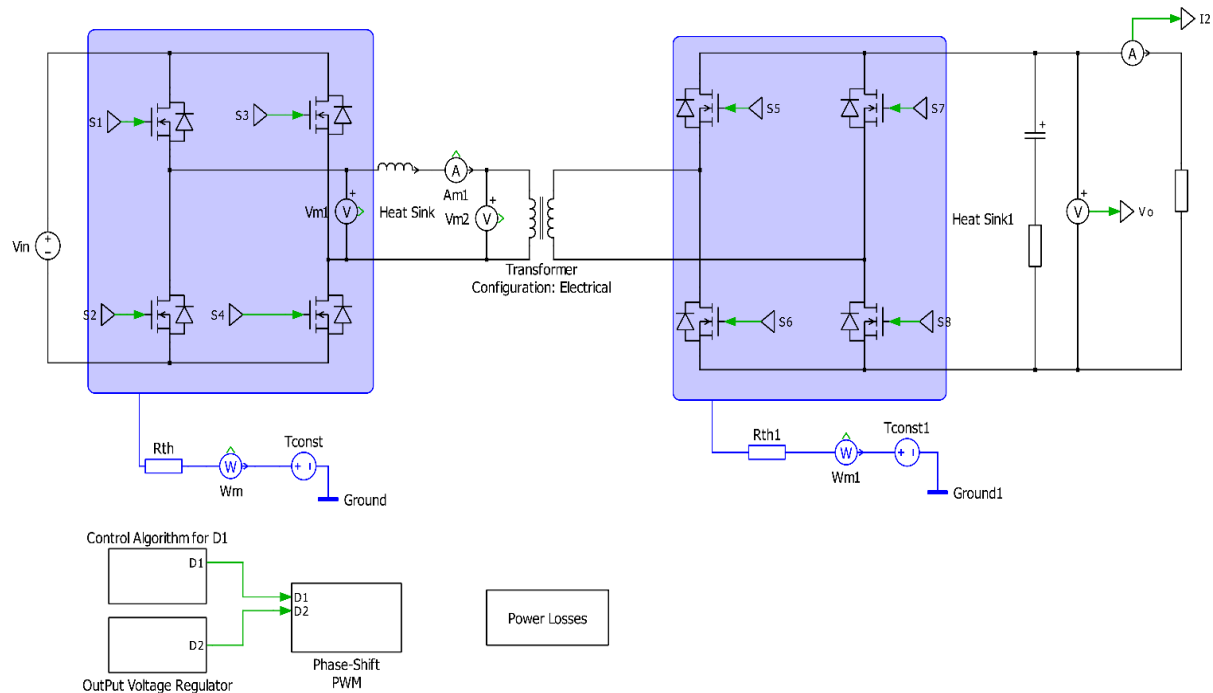 I2
A
S1
S3
S5
S7
A
Am1
Heat Sink
Vm1
V
Vm2
V
Heat Sink1
V
Vo
Vin
Transformer
Configuration: Electrical
S2
S4
S6
S8
Rth
Tconst
W
Wm
Ground
Rth1
Tconst1
W
Wm1
Ground1
Control Algorithm for D1
D1
D1
D2
D2
OutPut Voltage Regulator
Phase-Shift
PWM
Power Losses